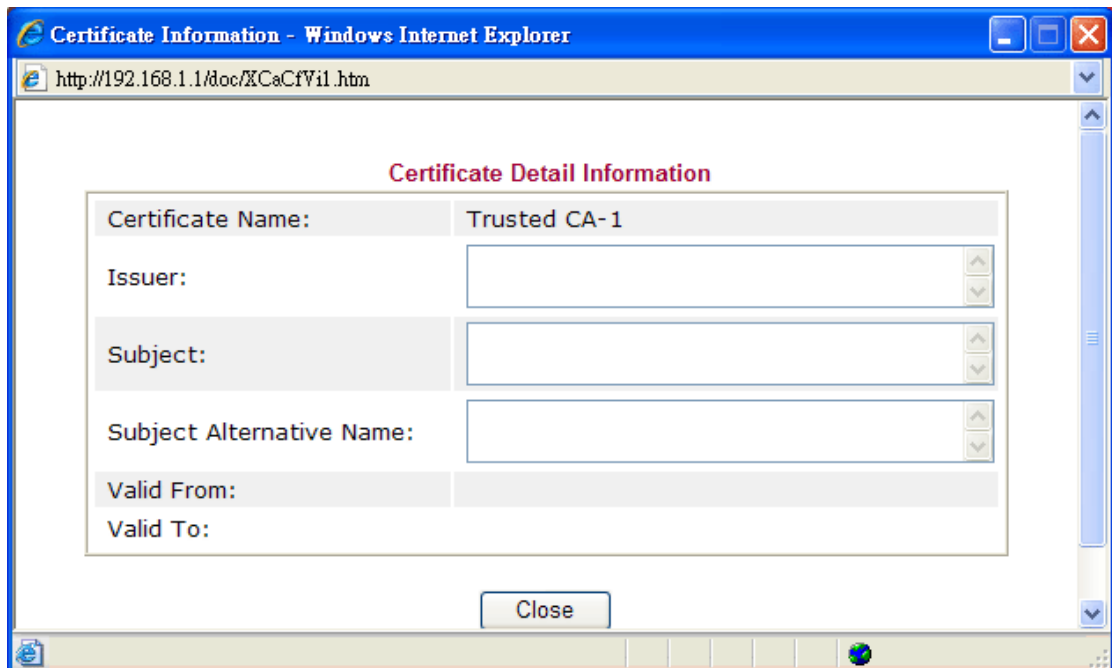 Certificate Information - Windows Internet Explorer
http://192.168.1.1/doc/XCaCfVi1.htm
Certificate Detail Information
Certificate Name: Trusted CA-1
Issuer:
Subject:
Subject Alternative Name:
Valid From:
Valid To:
Close